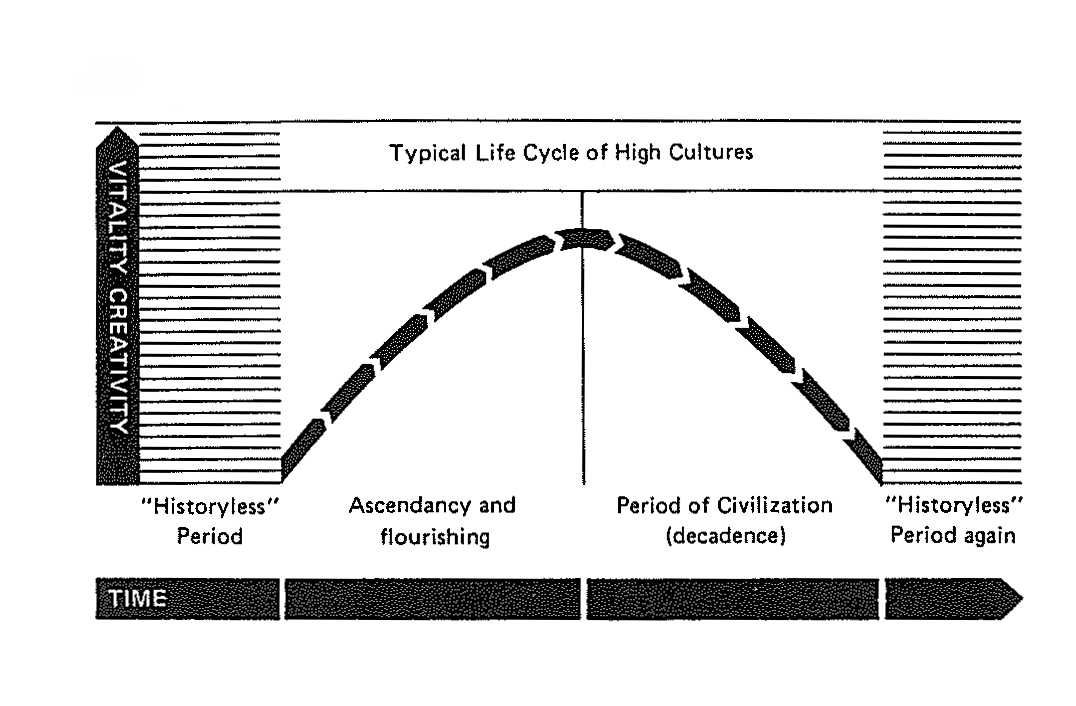 Typical Life Cycle of High Cultures
VITALITY CREATIVITY
"Historyless"
Period
Ascendancy and
flourishing
Period of Civilization
(decadence)
"Historyless"
Period again
TIME